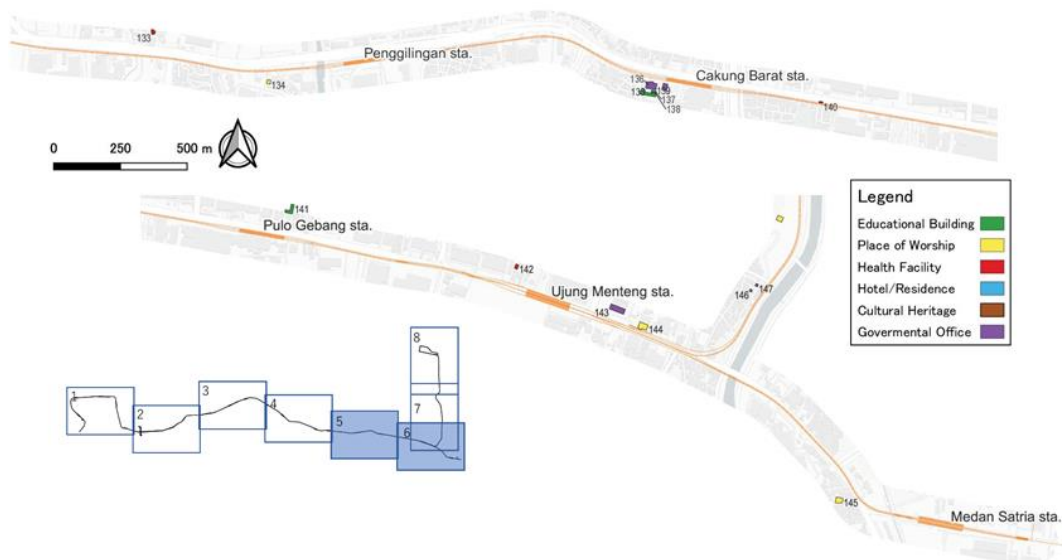 133
Penggilingan sta.
134
136
Cakung Barat sta.
137
138
140
0 250 500 m
141
Pulo Gebang sta.
142
Ujung Menteng sta.
143
144
146
147
145
Medan Satria sta.
Legend
Educational Building
Place of Worship
Health Facility
Hotel/Residence
Cultural Heritage
Govermental Office
1
2
3
4
5
6
7
8